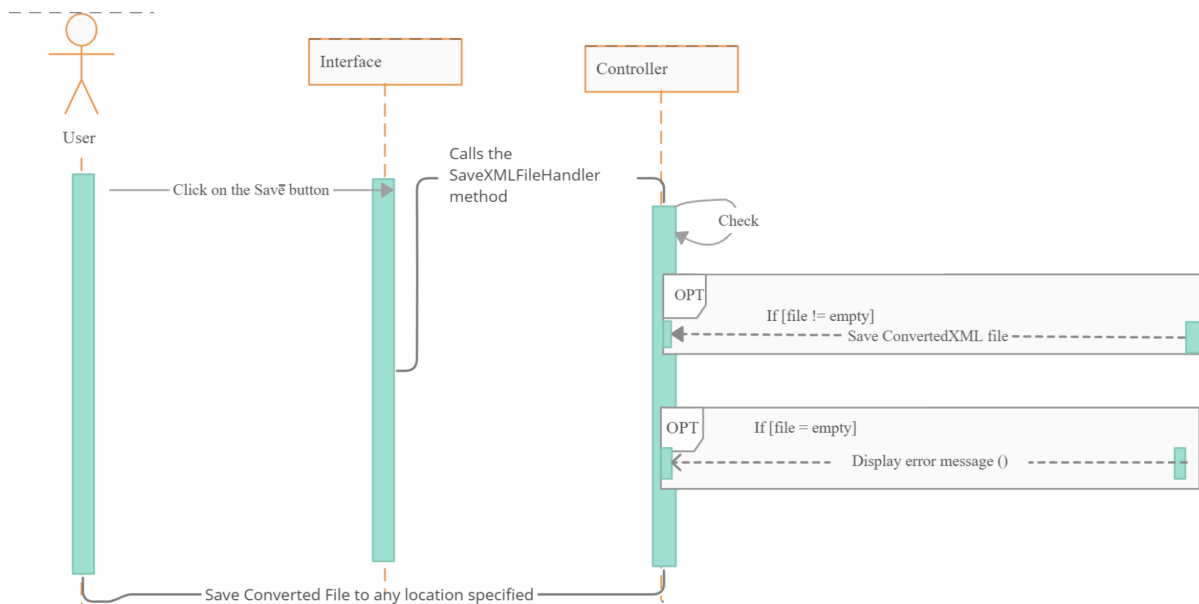 Interface
Controller
User
Calls the
SaveXMLFileHandler
method
Click on the Save button
Check
OPT
If [file != empty]
Save ConvertedXML file
OPT
If [file = empty]
Display error message ()
Save Converted File to any location specified